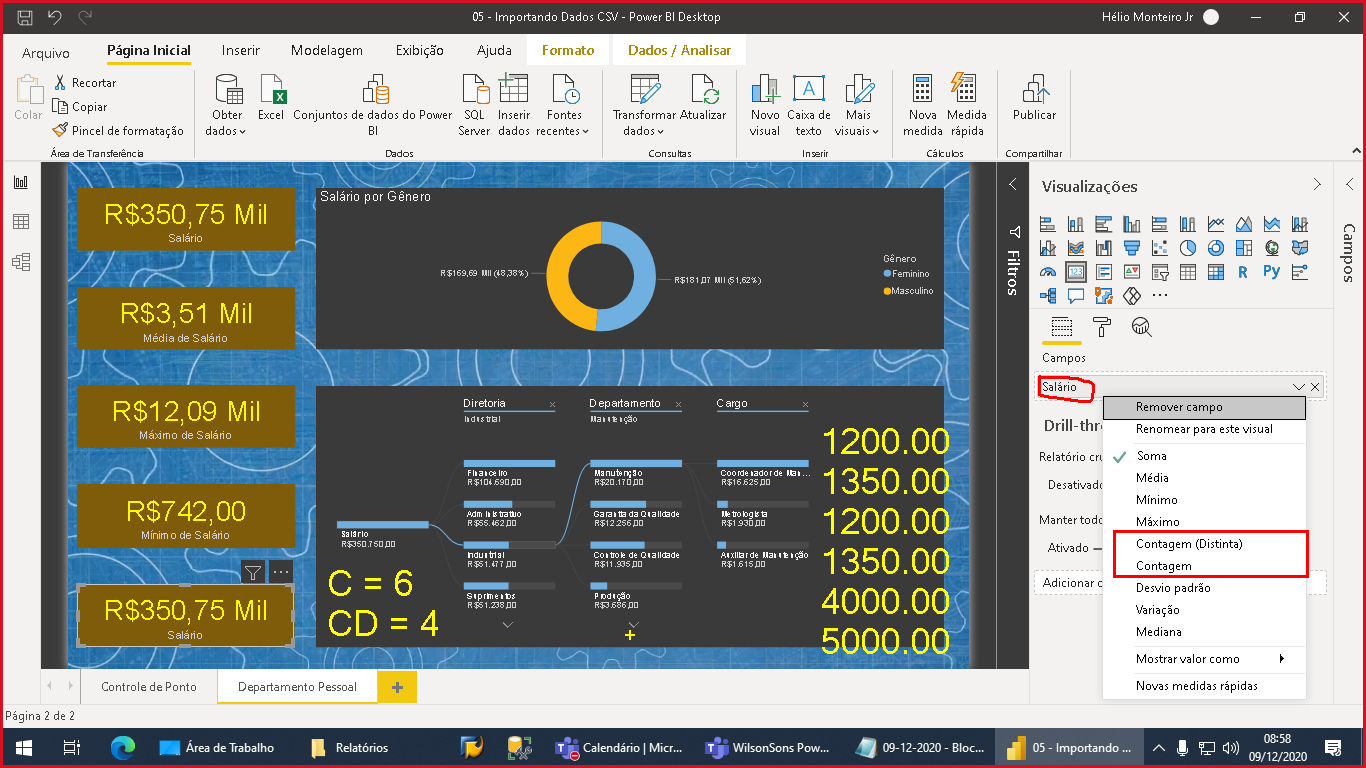 05 - Importando Dados CSV - Power BI Desktop
Hélio Monteiro Jr
Arquivo
Página Inicial
Inserir
Modelagem
Exibição
Ajuda
Formato
Dados / Analisar
Colar
Recortar
Copiar
Pincel de formatação
Área de Transferência
Obter dados
Excel
Conjuntos de dados do Power BI
SQL Server
Inserir dados
Fontes recentes
Dados
Transformar dados
Atualizar
Consultas
Novo visual
Caixa de texto
Mais visuais
Inserir
Nova medida
Medida rápida
Cálculos
Publicar
Compartilhar
R$350,75 Mil
Salário
R$3,51 Mil
Média de Salário
R$12,09 Mil
Máximo de Salário
R$742,00
Mínimo de Salário
R$350,75 Mil
Salário
Salário por Gênero
R$169,69 Mil (48,38%)
R$181,07 Mil (51,62%)
Gênero
Feminino
Masculino
Diretoria
Industrial
Departamento
Manutenção
Cargo
Salário
R$350.750,00
Financeiro
R$104.690,00
Administrativo
R$55.462,00
Industrial
R$51.477,00
Suprimentos
R$51.238,00
Manutenção
R$20.170,00
Garantia da Qualidade
R$12.256,00
Controle de Qualidade
R$11.935,00
Produção
R$3.686,00
Coordenador de Man...
R$16.625,00
Metrologista
R$1.930,00
Auxiliar de Manutenção
R$1.615,00
C = 6
CD = 4
+
1200.00
1350.00
1200.00
1350.00
4000.00
5000.00
Filtros
Visualizações
123
R
Py
Campos
Salário
Drill-thr
Relatório cru
Desativado
Manter todo
Ativado
Adicionar c
Remover campo
Renomear para este visual
Soma
Média
Mínimo
Máximo
Contagem (Distinta)
Contagem
Desvio padrão
Variação
Mediana
Mostrar valor como
Novas medidas rápidas
Campos
Controle de Ponto
Departamento Pessoal
+
Página 2 de 2
Área de Trabalho
Relatórios
Calendário | Micr...
WilsonSons Pow...
09-12-2020 - Bloc...
05 - Importando ...
08:58
09/12/2020